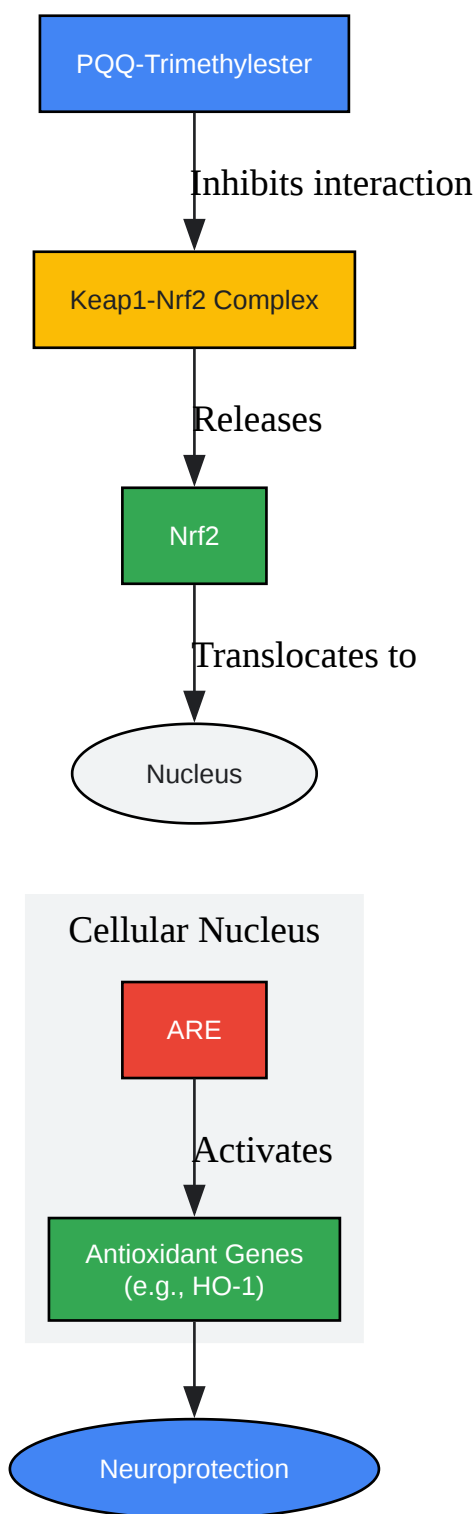 PQQ-Trimethylester
Inhibits interaction
Keap1-Nrf2 Complex
Releases
Nrf2
Translocates to
Nucleus
Cellular Nucleus
ARE
Activates
Antioxidant Genes
(e.g., HO-1)
Neuroprotection